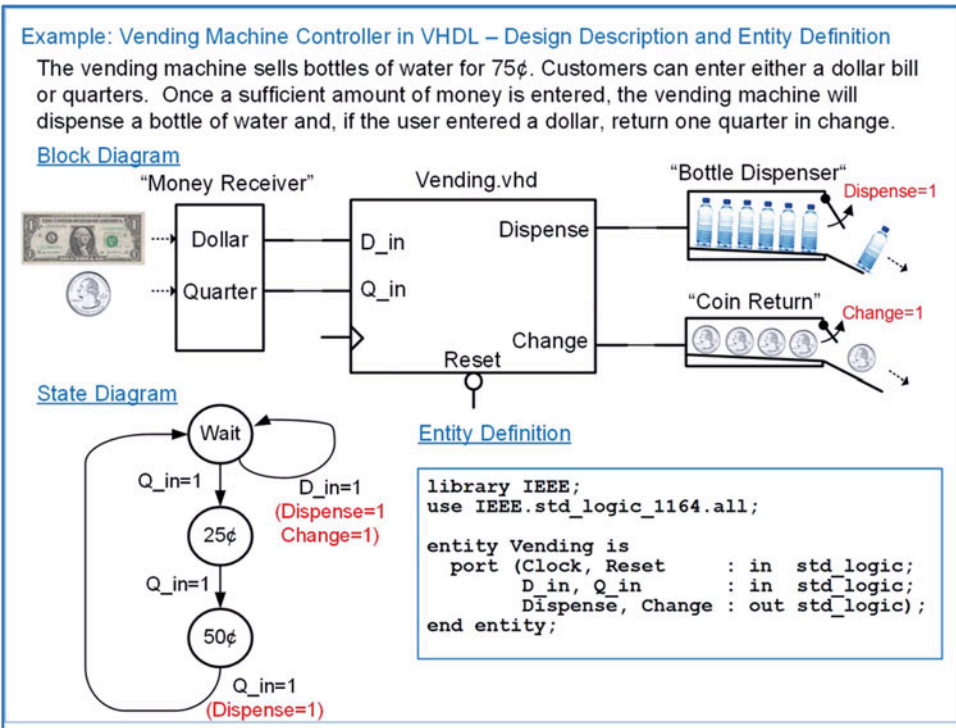 Example: Vending Machine Controller in VHDL – Design Description and Entity Definition
The vending machine sells bottles of water for 75¢. Customers can enter either a dollar bill
or quarters. Once a sufficient amount of money is entered, the vending machine will
dispense a bottle of water and, if the user entered a dollar, return one quarter in change.
Block Diagram
“Money Receiver”
Vending.vhd
“Bottle Dispenser“
Dispense=1
Dollar
D_in
Dispense
Quarter
Q_in
“Coin Return”
Change=1
Change
Reset
State Diagram
Wait
Q_in=1
D_in=1
(Dispense=1
Change=1)
25¢
Q_in=1
50¢
Q_in=1
(Dispense=1)
Entity Definition
library IEEE;
use IEEE.std_logic_1164.all;
entity Vending is
port (Clock, Reset : in std_logic;
D_in, Q_in : in std_logic;
Dispense, Change : out std_logic);
end entity;